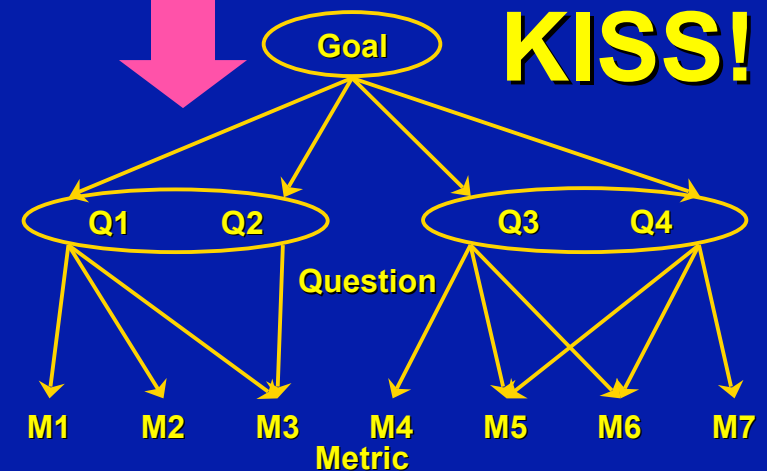 Goal
KISS!
Q1 Q2 Q3 Q4
Question
M1 M2 M3 M4 M5 M6 M7
Metric